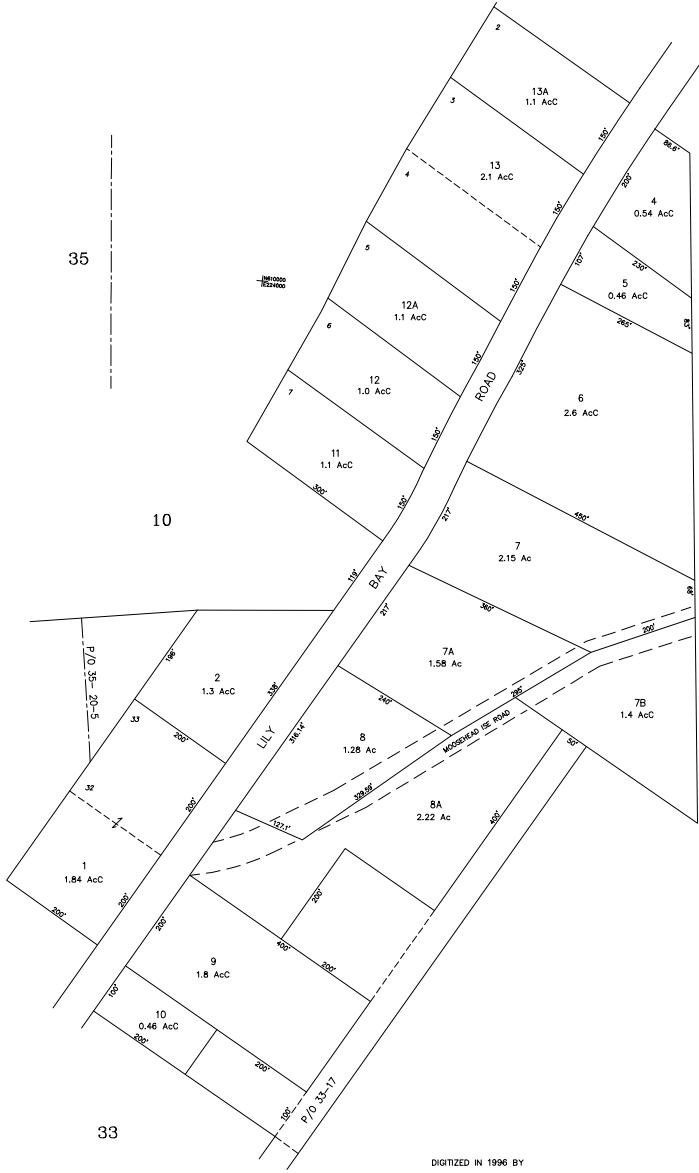 2
13A
1.1 AcC
150'
3
13
2.1 AcC
150'
4
150'
86.6'
200'
4
0.54 AcC
107'
230'
5
0.46 AcC
83'
265'
35
N610000
E224000
5
12A
1.1 AcC
150'
6
12
1.0 AcC
150'
7
11
1.1 AcC
300'
150'
ROAD
325'
6
2.6 AcC
450'
10
217'
7
2.15 Ac
68'
119'
BAY
217'
360'
200'
7A
1.58 Ac
295'
7B
1.4 AcC
P/O 35-20-5
196'
2
1.3 AcC
338'
33
200'
LILY
316.14'
240'
8
1.28 Ac
MOOSEHEAD ISE ROAD
50'
32
1
200'
329.59'
127.1'
8A
2.22 Ac
400'
1
1.84 AcC
200'
200'
200'
200'
400'
200'
9
1.8 AcC
100'
10
0.46 AcC
200'
200'
100'
P/O 33-17
33
DIGITIZED IN 1996 BY